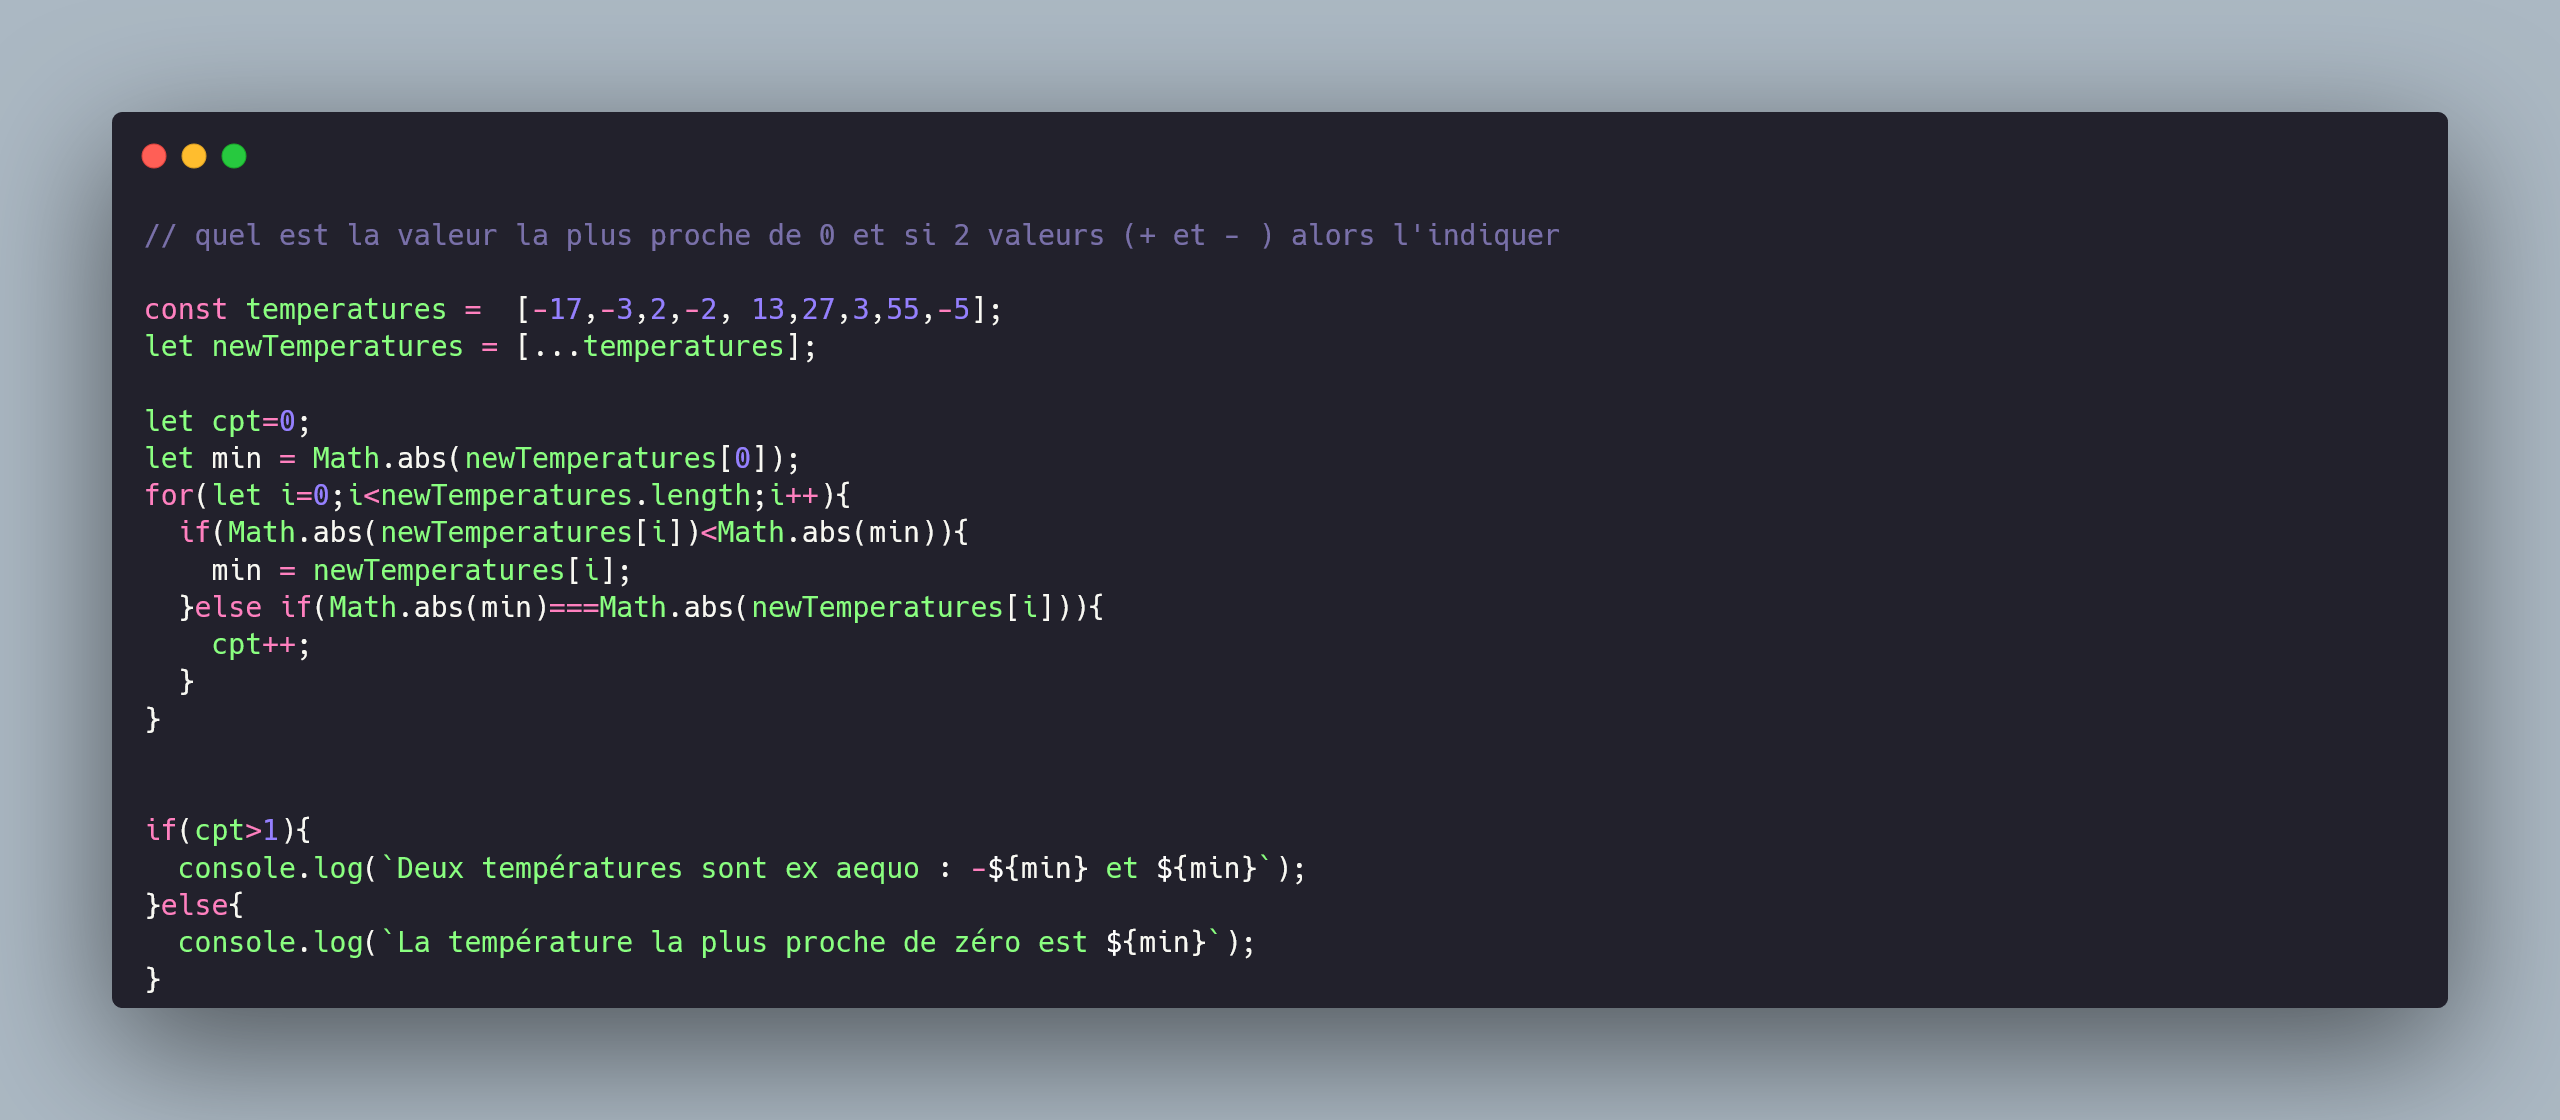 // quel est la valeur la plus proche de 0 et si 2 valeurs (+ et - ) alors l'indiquer
const temperatures =  [-17,-3,2,-2, 13,27,3,55,-5];
let newTemperatures = [...temperatures];
let cpt=0;
let min = Math.abs(newTemperatures[0]);
for(let i=0;i<newTemperatures.length;i++){
  if(Math.abs(newTemperatures[i])<Math.abs(min)){
    min = newTemperatures[i];
  }else if(Math.abs(min)===Math.abs(newTemperatures[i])){
    cpt++;
  }
}
if(cpt>1){
  console.log(`Deux températures sont ex aequo : -${min} et ${min}`);
}else{
  console.log(`La température la plus proche de zéro est ${min}`);
}